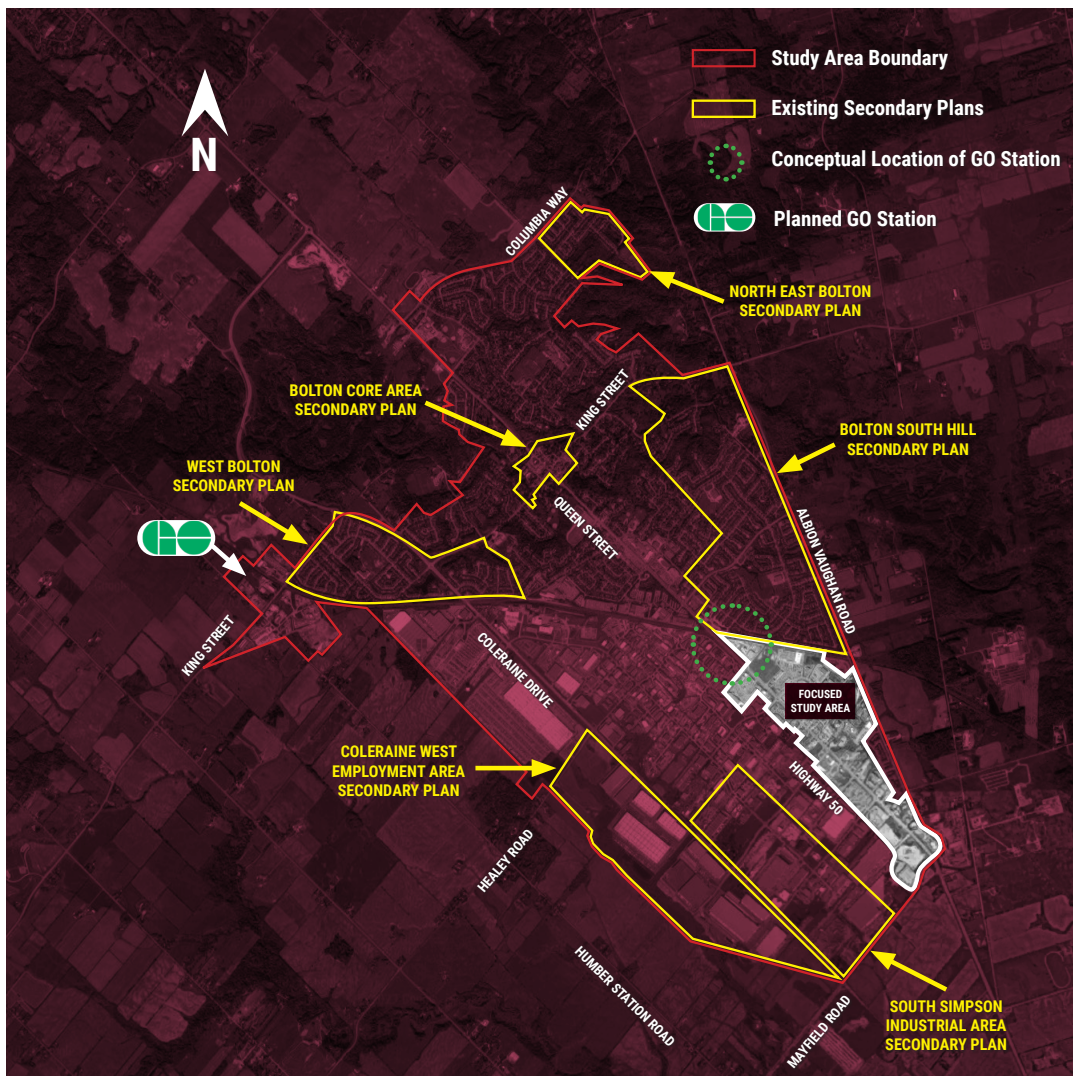 Study Area Boundary
Existing Secondary Plans
Conceptual Location of GO Station
Planned GO Station
N
COLUMBIA WAY
NORTH EAST BOLTON
SECONDARY PLAN
KING STREET
BOLTON CORE AREA
SECONDARY PLAN
BOLTON SOUTH HILL
SECONDARY PLAN
WEST BOLTON
SECONDARY PLAN
QUEEN STREET
ALBION VAUGHAN ROAD
GO
KING STREET
COLERAINE DRIVE
FOCUSED
STUDY AREA
COLERAINE WEST
EMPLOYMENT AREA
SECONDARY PLAN
HIGHWAY 50
HEALEY ROAD
HUMBER STATION ROAD
MAYFIELD ROAD
SOUTH SIMPSON
INDUSTRIAL AREA
SECONDARY PLAN